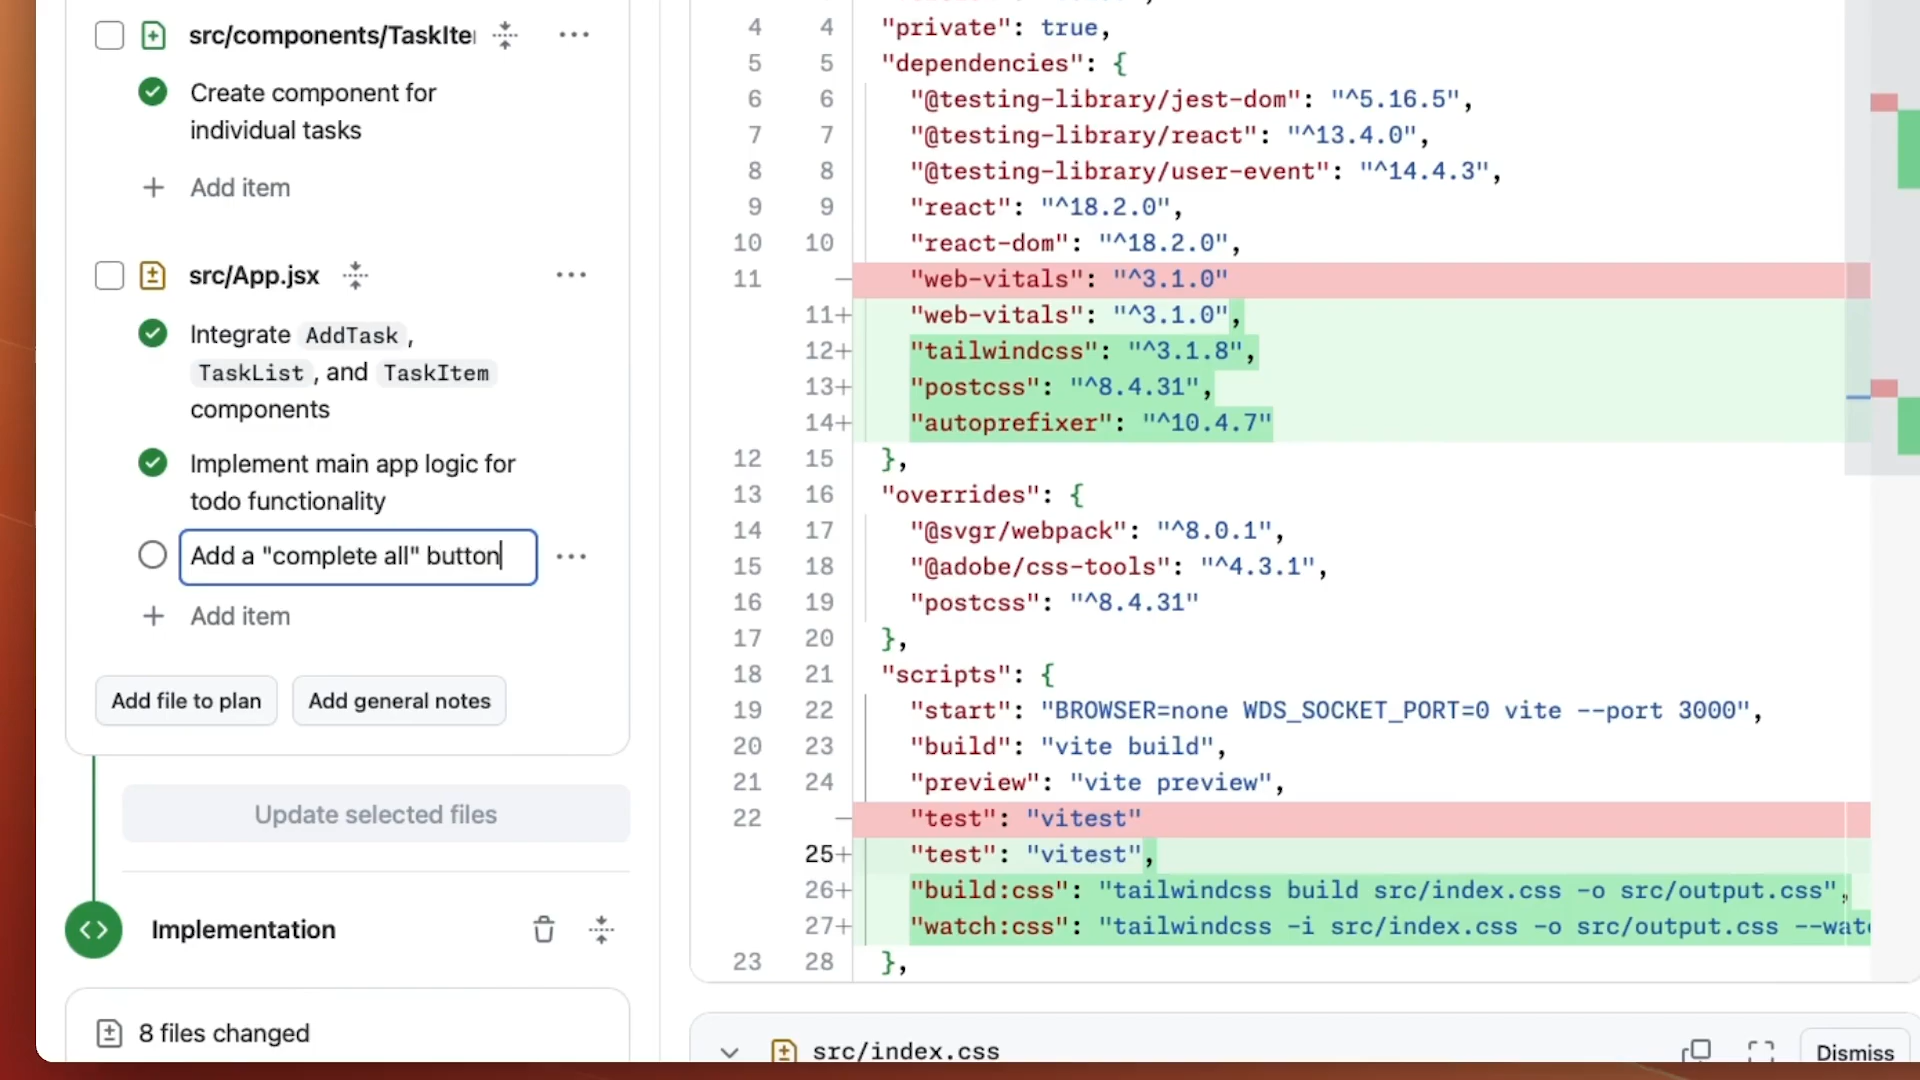 src/components/TaskIte
Create component for
individual tasks
+ Add item
src/App.jsx
Integrate AddTask,
TaskList, and TaskItem
components
Implement main app logic for
todo functionality
Add a "complete all" button
+ Add item
Add file to plan
Add general notes
Update selected files
Implementation
8 files changed
4 4 "private": true,
5 5 "dependencies": {
6 6 "@testing-library/jest-dom": "^5.16.5",
7 7 "@testing-library/react": "^13.4.0",
8 8 "@testing-library/user-event": "^14.4.3",
9 9 "react": "^18.2.0",
10 10 "react-dom": "^18.2.0",
11 — "web-vitals": "^3.1.0"
11+ "web-vitals": "^3.1.0",
12+ "tailwindcss": "^3.1.8",
13+ "postcss": "^8.4.31",
14+ "autoprefixer": "^10.4.7"
12 15 },
13 16 "overrides": {
14 17 "@svgr/webpack": "^8.0.1",
15 18 "@adobe/css-tools": "^4.3.1",
16 19 "postcss": "^8.4.31"
17 20 },
18 21 "scripts": {
19 22 "start": "BROWSER=none WDS_SOCKET_PORT=0 vite --port 3000",
20 23 "build": "vite build",
21 24 "preview": "vite preview",
22 — "test": "vitest"
25+ "test": "vitest",
26+ "build:css": "tailwindcss build src/index.css -o src/output.css",
27+ "watch:css": "tailwindcss -i src/index.css -o src/output.css --wat
23 28 },
src/index.css
Dismiss